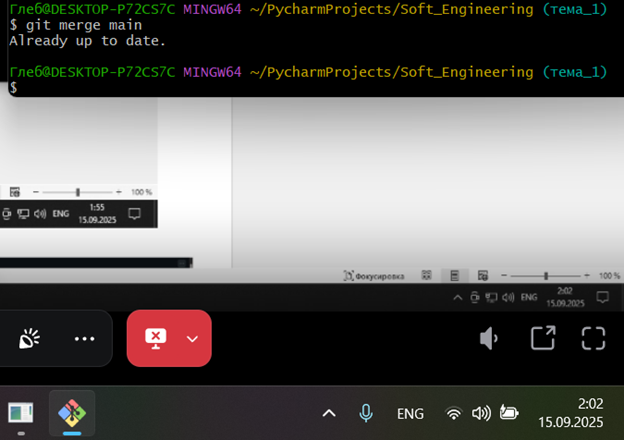 Глеб@DESKTOP-P72CS7C MINGW64 ~/PycharmProjects/Soft_Engineering (тема_1)
$ git merge main
Already up to date.
Глеб@DESKTOP-P72CS7C MINGW64 ~/PycharmProjects/Soft_Engineering (тема_1)
$
100 %
1:55
ENG
15.09.2025
Фокусировка
100 %
2:02
ENG
15.09.2025
2:02
ENG
15.09.2025